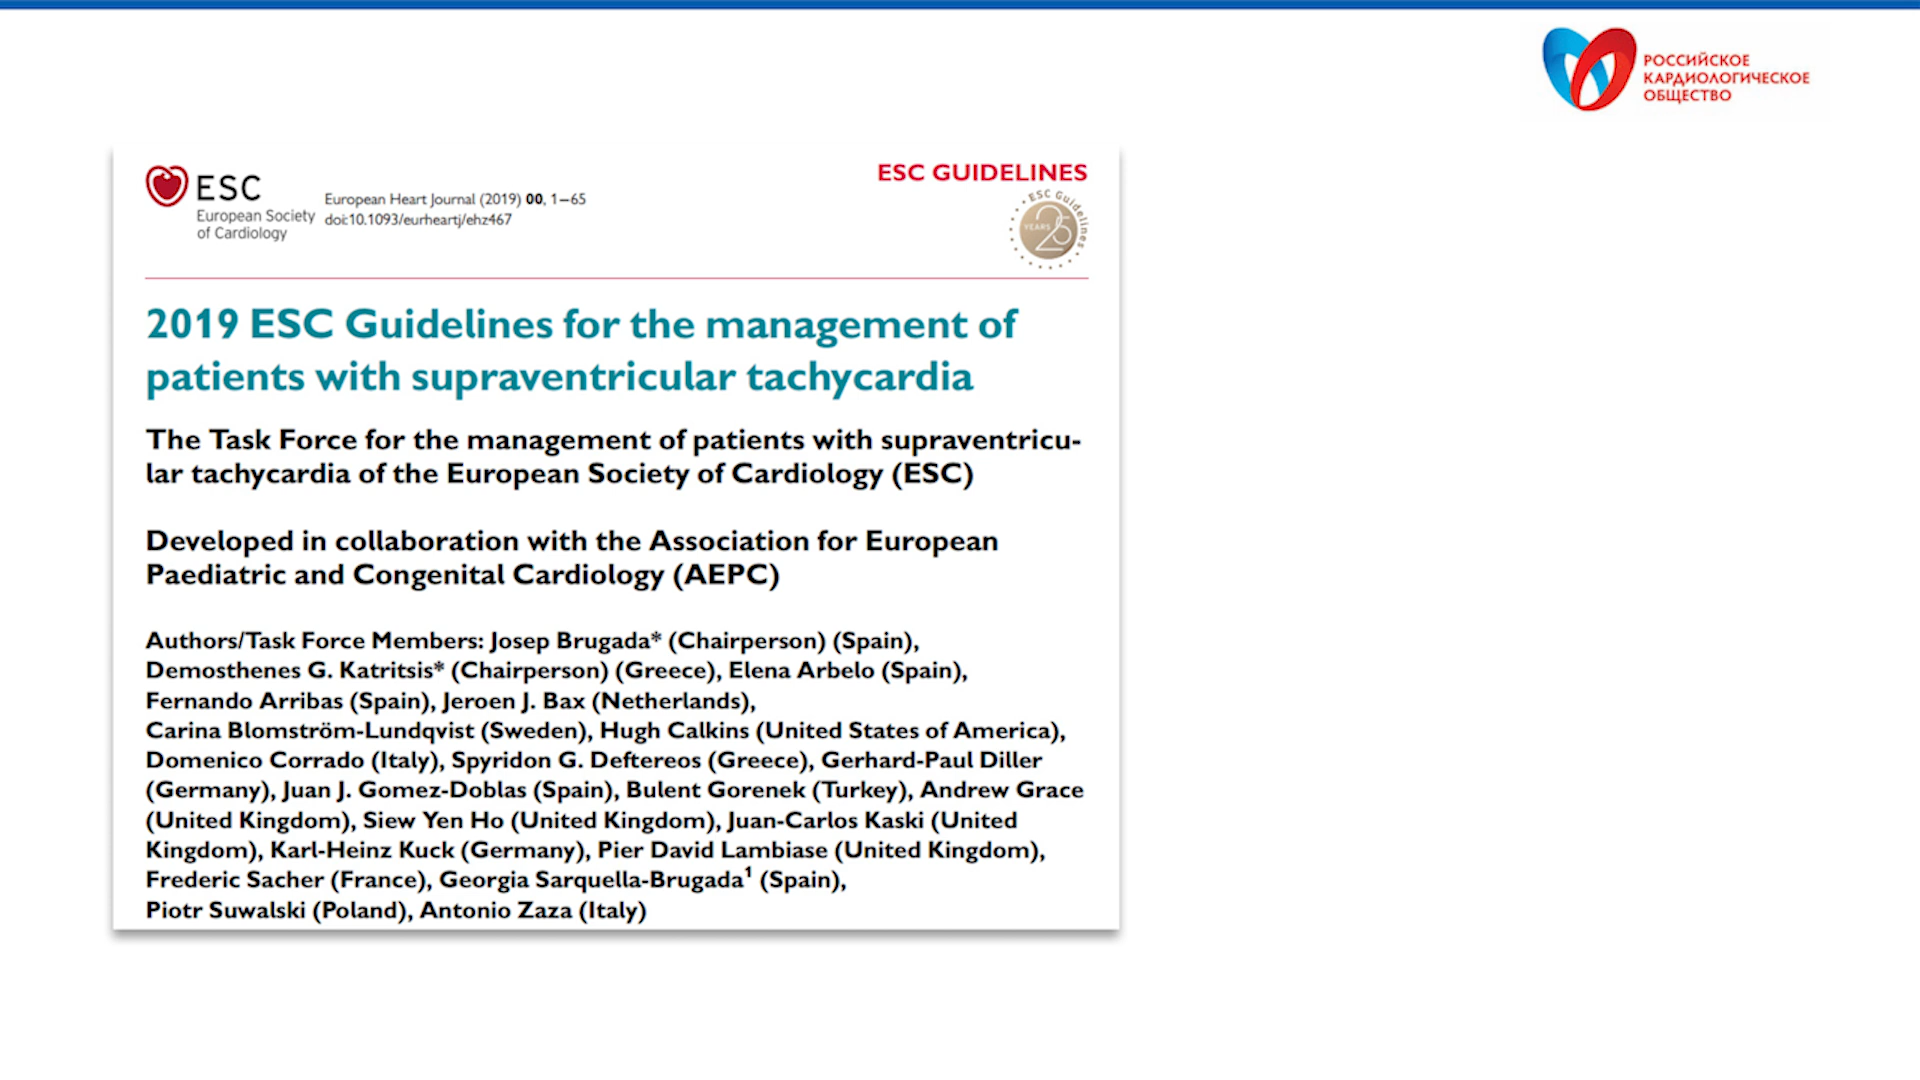 РОССИЙСКОЕ
КАРДИОЛОГИЧЕСКОЕ
ОБЩЕСТВО
ESC
European Society
of Cardiology
European Heart Journal (2019) 00, 1–65
doi:10.1093/eurheartj/ehz467
ESC GUIDELINES
ESC Guidelines
YEARS 25
2019 ESC Guidelines for the management of
patients with supraventricular tachycardia
The Task Force for the management of patients with supraventricu-
lar tachycardia of the European Society of Cardiology (ESC)
Developed in collaboration with the Association for European
Paediatric and Congenital Cardiology (AEPC)
Authors/Task Force Members: Josep Brugada* (Chairperson) (Spain),
Demosthenes G. Katritsis* (Chairperson) (Greece), Elena Arbelo (Spain),
Fernando Arribas (Spain), Jeroen J. Bax (Netherlands),
Carina Blomström-Lundqvist (Sweden), Hugh Calkins (United States of America),
Domenico Corrado (Italy), Spyridon G. Deftereos (Greece), Gerhard-Paul Diller
(Germany), Juan J. Gomez-Doblas (Spain), Bulent Gorenek (Turkey), Andrew Grace
(United Kingdom), Siew Yen Ho (United Kingdom), Juan-Carlos Kaski (United
Kingdom), Karl-Heinz Kuck (Germany), Pier David Lambiase (United Kingdom),
Frederic Sacher (France), Georgia Sarquella-Brugada¹ (Spain),
Piotr Suwalski (Poland), Antonio Zaza (Italy)